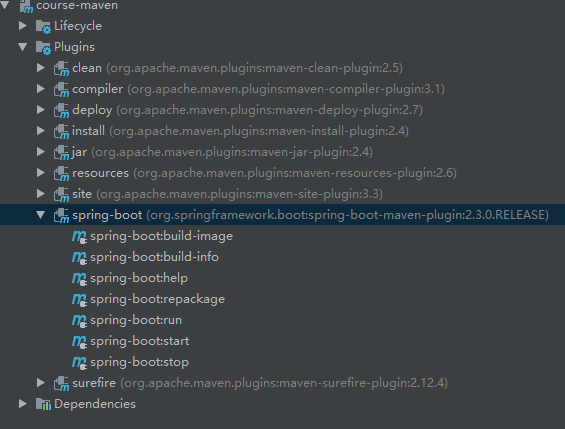 course-maven
Lifecycle
Plugins
clean (org.apache.maven.plugins:maven-clean-plugin:2.5)
compiler (org.apache.maven.plugins:maven-compiler-plugin:3.1)
deploy (org.apache.maven.plugins:maven-deploy-plugin:2.7)
install (org.apache.maven.plugins:maven-install-plugin:2.4)
jar (org.apache.maven.plugins:maven-jar-plugin:2.4)
resources (org.apache.maven.plugins:maven-resources-plugin:2.6)
site (org.apache.maven.plugins:maven-site-plugin:3.3)
spring-boot (org.springframework.boot:spring-boot-maven-plugin:2.3.0.RELEASE)
spring-boot:build-image
spring-boot:build-info
spring-boot:help
spring-boot:repackage
spring-boot:run
spring-boot:start
spring-boot:stop
surefire (org.apache.maven.plugins:maven-surefire-plugin:2.12.4)
Dependencies